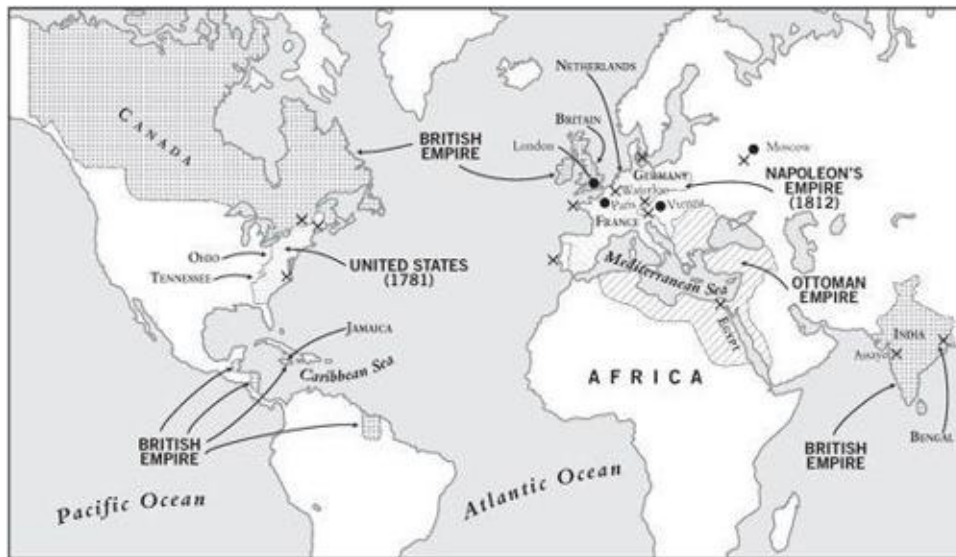 CANADA
BRITISH
EMPIRE
NETHERLANDS
BRITAIN
London
GERMANY
Waterloo
Paris
Vienna
FRANCE
Moscow
NAPOLEON'S
EMPIRE
(1812)
OHIO
TENNESSEE
UNITED STATES
(1781)
Mediterranean Sea
OTTOMAN
EMPIRE
EGYPT
JAMAICA
Caribbean Sea
AFRICA
INDIA
Assaye
BRITISH
EMPIRE
BRITISH
EMPIRE
BENGAL
Pacific Ocean
Atlantic Ocean